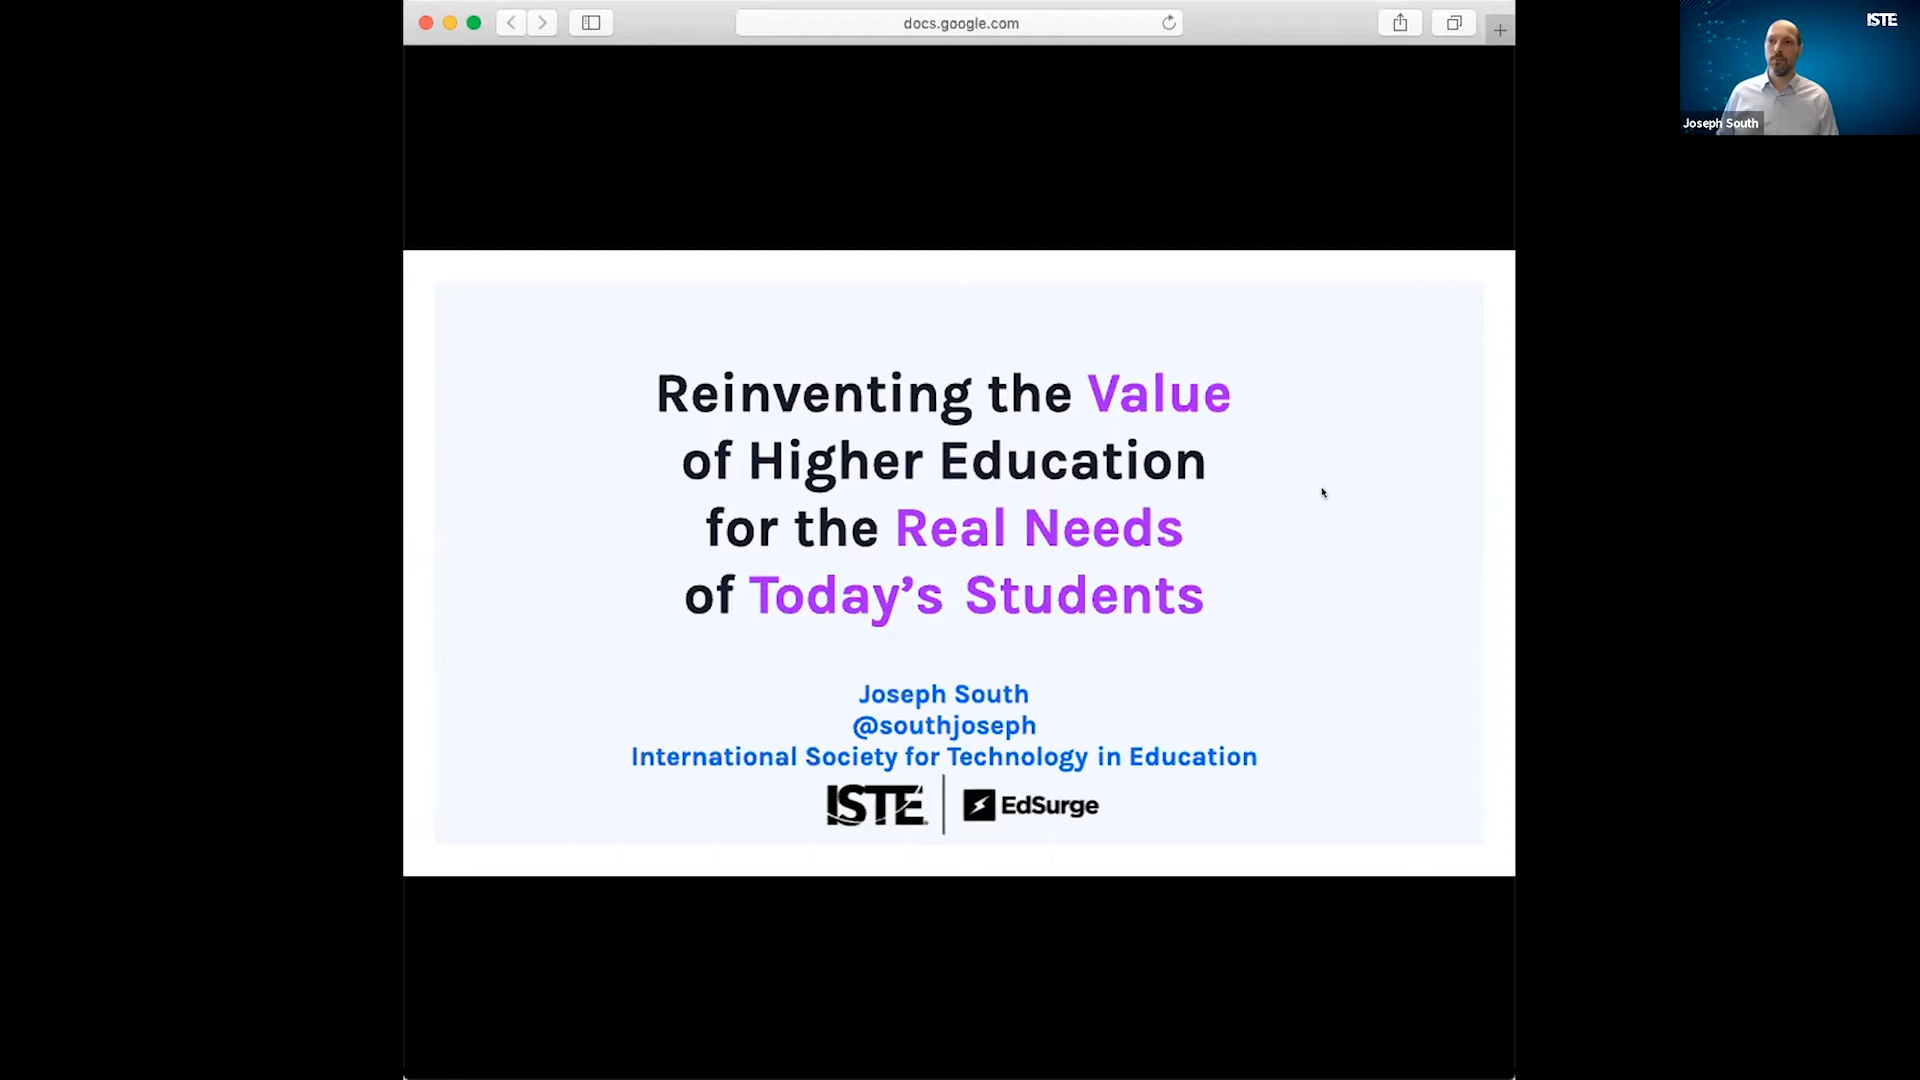 docs.google.com
ISTE
Joseph South
Reinventing the Value
of Higher Education
for the Real Needs
of Today’s Students
Joseph South
@southjoseph
International Society for Technology in Education
ISTE | EdSurge